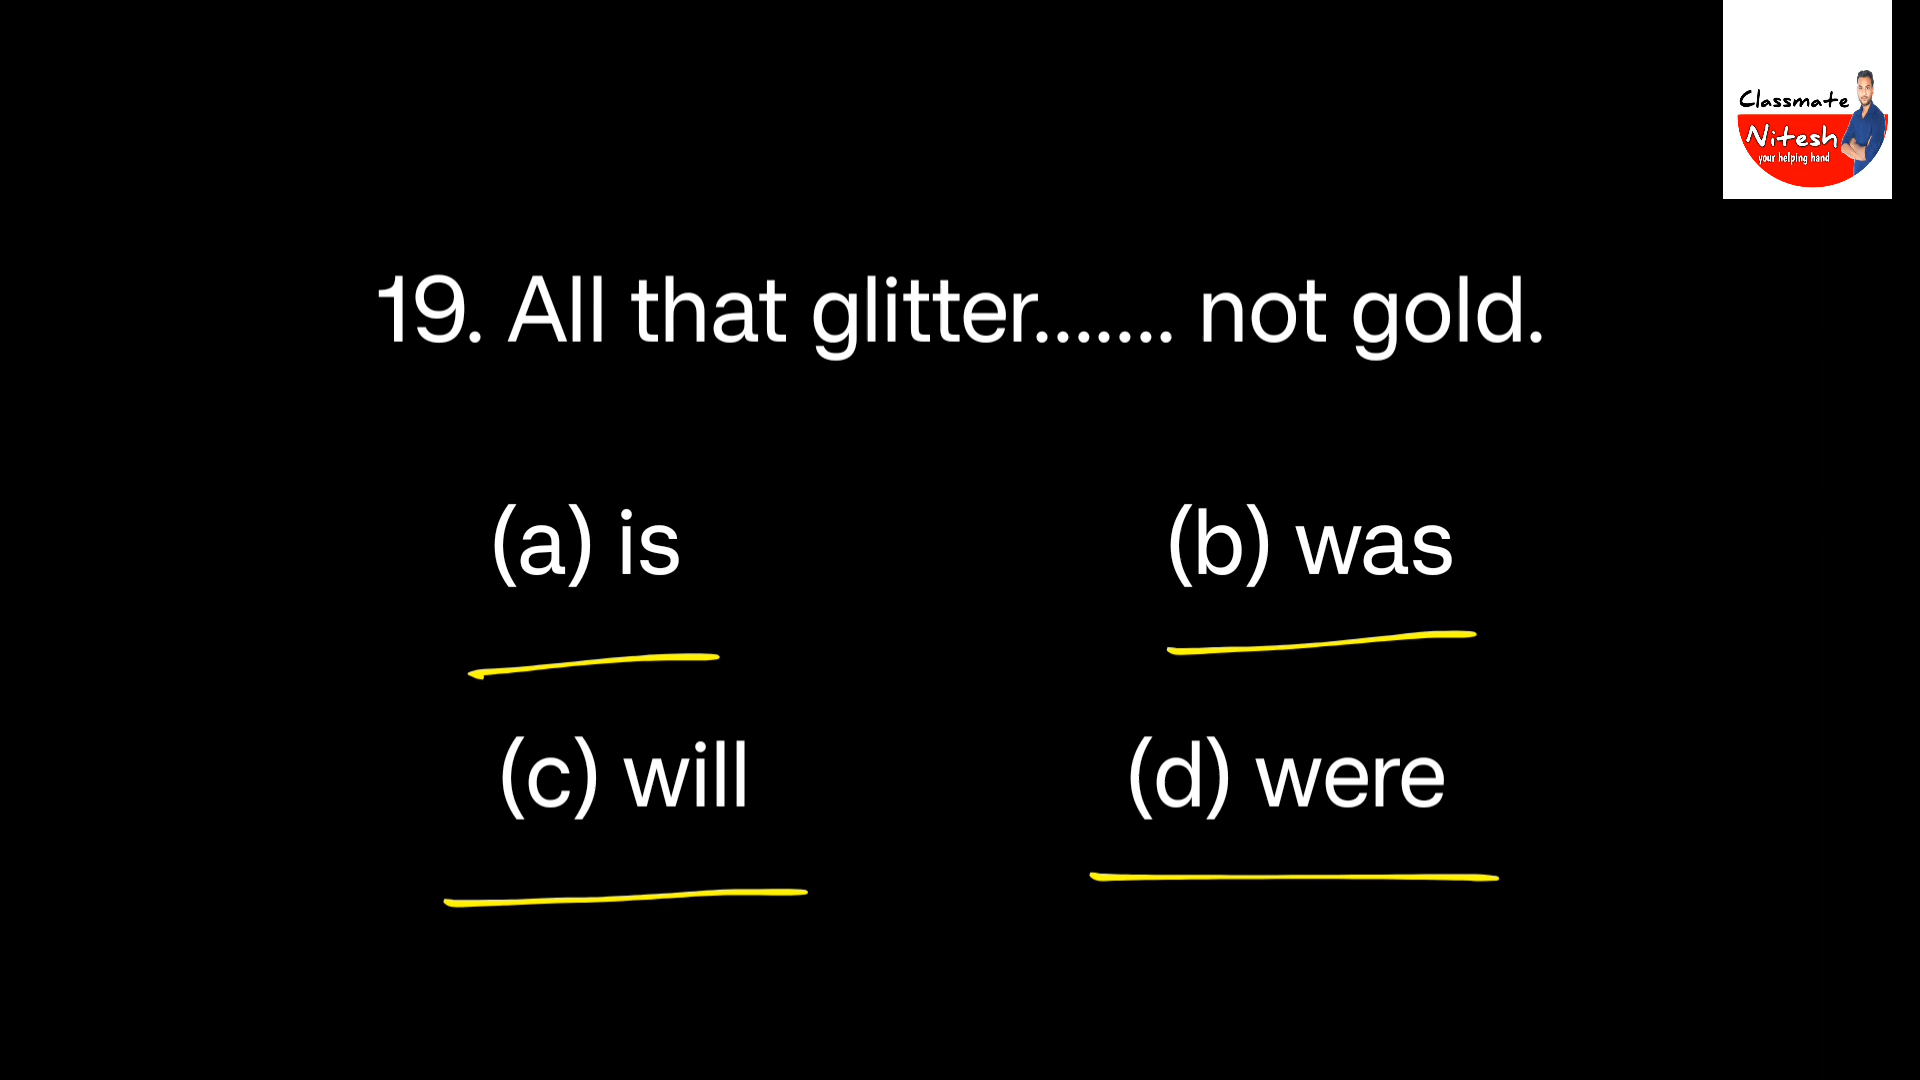 Classmate
Nitesh
your helping hand
19. All that glitter....... not gold.
(a) is
(b) was
(c) will
(d) were